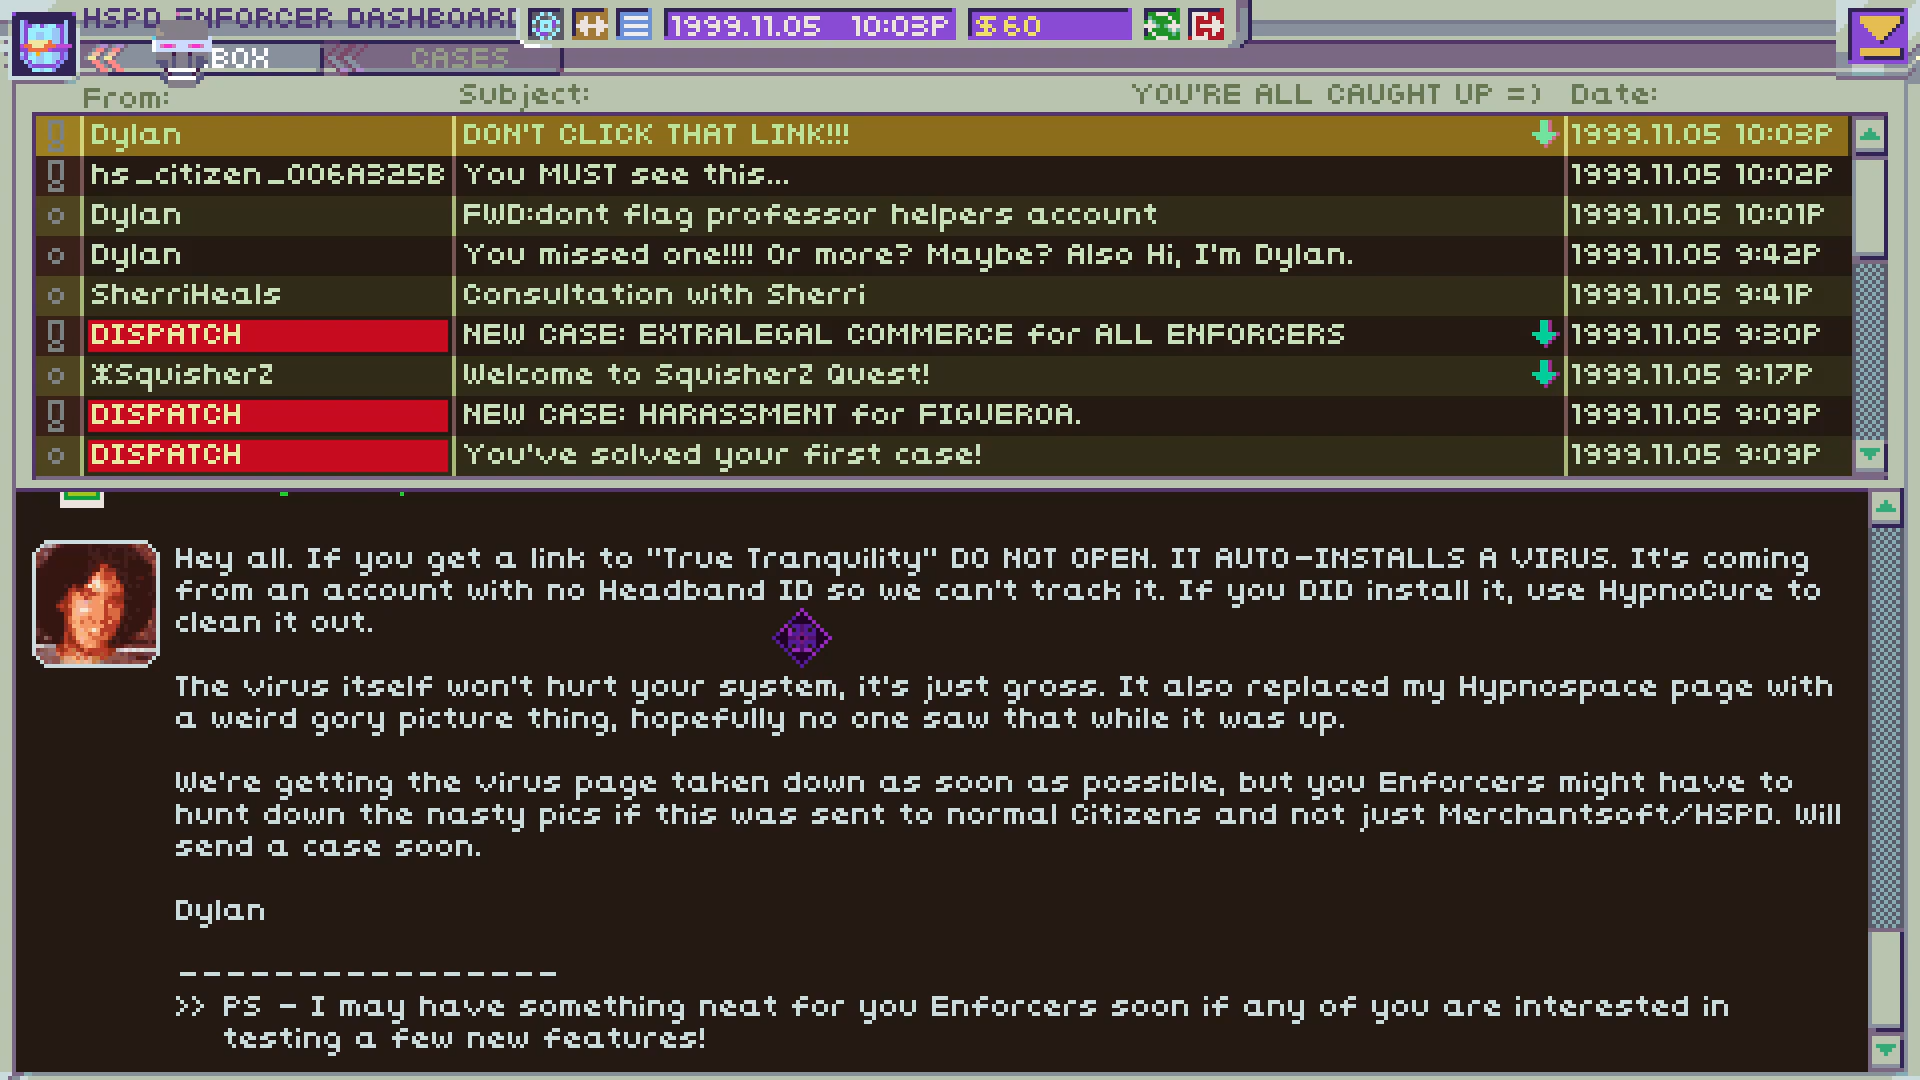 HSPD ENFORCER DASHBOARD
1999.11.05 10:03P
60
BOX
CASES
From:
Subject:
YOU'RE ALL CAUGHT UP =)
Date:
Dylan DON'T CLICK THAT LINK!!! 1999.11.05 10:03P
hs_citizen_006A325B You MUST see this... 1999.11.05 10:02P
Dylan FWD:dont flag professor helpers account 1999.11.05 10:01P
Dylan You missed one!!!! Or more? Maybe? Also Hi, I'm Dylan. 1999.11.05 9:42P
SherriHeals Consultation with Sherri 1999.11.05 9:41P
DISPATCH NEW CASE: EXTRALEGAL COMMERCE for ALL ENFORCERS 1999.11.05 9:30P
*SquisherZ Welcome to SquisherZ Quest! 1999.11.05 9:17P
DISPATCH NEW CASE: HARASSMENT for FIGUEROA. 1999.11.05 9:09P
DISPATCH You've solved your first case! 1999.11.05 9:09P
Hey all. If you get a link to "True Tranquility" DO NOT OPEN. IT AUTO-INSTALLS A VIRUS. It's coming
from an account with no Headband ID so we can't track it. If you DID install it, use HypnoCure to
clean it out.
The virus itself won't hurt your system, it's just gross. It also replaced my Hypnospace page with
a weird gory picture thing, hopefully no one saw that while it was up.
We're getting the virus page taken down as soon as possible, but you Enforcers might have to
hunt down the nasty pics if this was sent to normal Citizens and not just Merchantsoft/HSPD. Will
send a case soon.
Dylan
----------------
>> PS - I may have something neat for you Enforcers soon if any of you are interested in
testing a few new features!